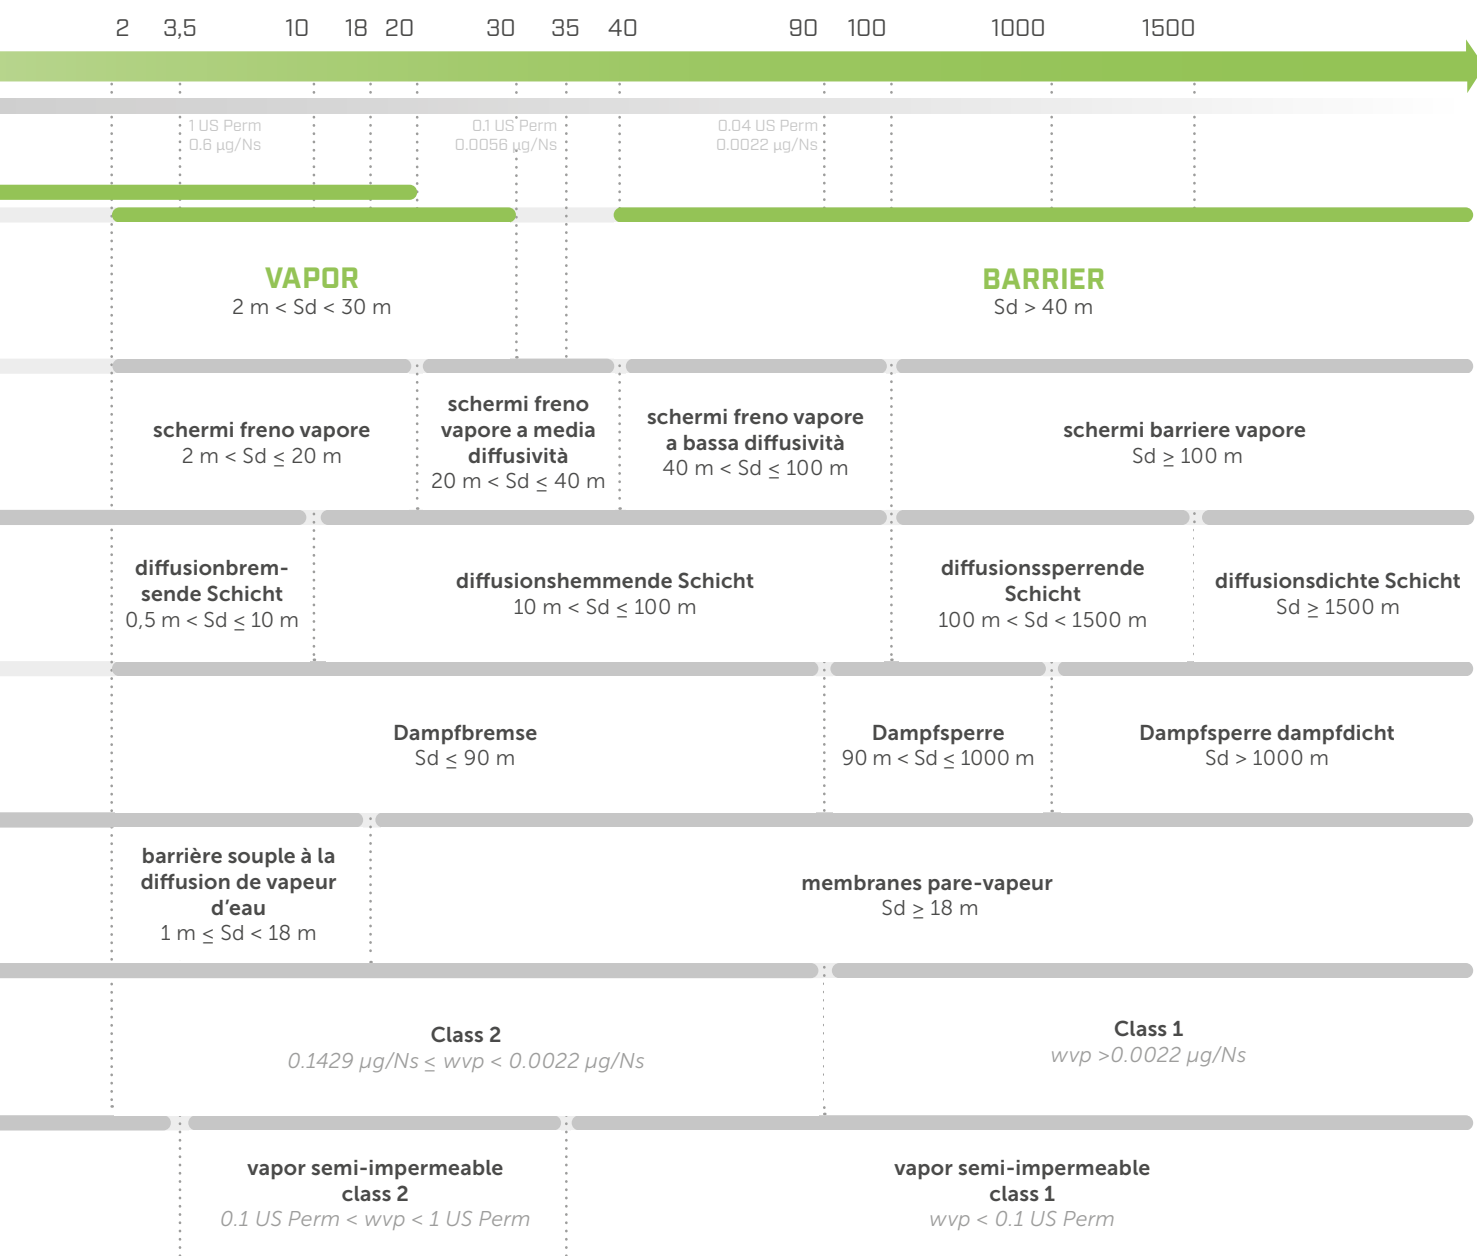 2 3,5 10 18 20 30 35 40 90 100 1000 1500
1 US Perm
0.6 µg/Ns
0.1 US Perm
0.0056 µg/Ns
0.04 US Perm
0.0022 µg/Ns
VAPOR
2 m < Sd < 30 m
BARRIER
Sd > 40 m
schermi freno vapore
2 m < Sd ≤ 20 m
schermi freno
vapore a media
diffusività
20 m < Sd ≤ 40 m
schermi freno vapore
a bassa diffusività
40 m < Sd ≤ 100 m
schermi barriere vapore
Sd ≥ 100 m
diffusionbrem-
sende Schicht
0,5 m < Sd ≤ 10 m
diffusionshemmende Schicht
10 m < Sd ≤ 100 m
diffusionssperrende
Schicht
100 m < Sd < 1500 m
diffusionsdichte Schicht
Sd ≥ 1500 m
Dampfbremse
Sd ≤ 90 m
Dampfsperre
90 m < Sd ≤ 1000 m
Dampfsperre dampfdicht
Sd > 1000 m
barrière souple à la
diffusion de vapeur
d'eau
1 m ≤ Sd < 18 m
membranes pare-vapeur
Sd ≥ 18 m
Class 2
0.1429 µg/Ns ≤ wvp < 0.0022 µg/Ns
Class 1
wvp >0.0022 µg/Ns
vapor semi-impermeable
class 2
0.1 US Perm < wvp < 1 US Perm
vapor semi-impermeable
class 1
wvp < 0.1 US Perm